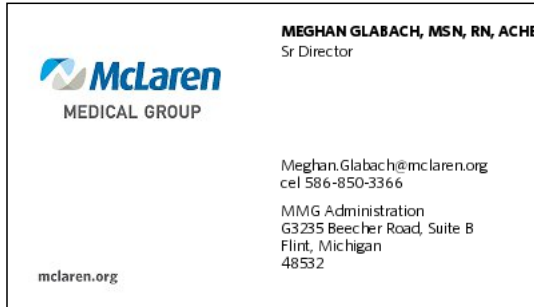 MEGHAN GLABACH, MSN, RN, ACHE
Sr Director
McLaren
MEDICAL GROUP
Meghan.Glabach@mclaren.org
cel 586-850-3366
MMG Administration
G3235 Beecher Road, Suite B
Flint, Michigan
48532
mclaren.org